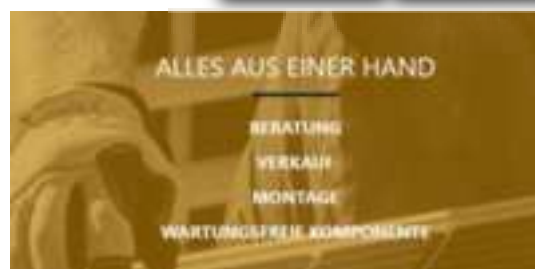 ALLES AUS EINER HAND
BERATUNG
VERKAUF
MONTAGE
WARTUNGSFREIE KOMPONENTE